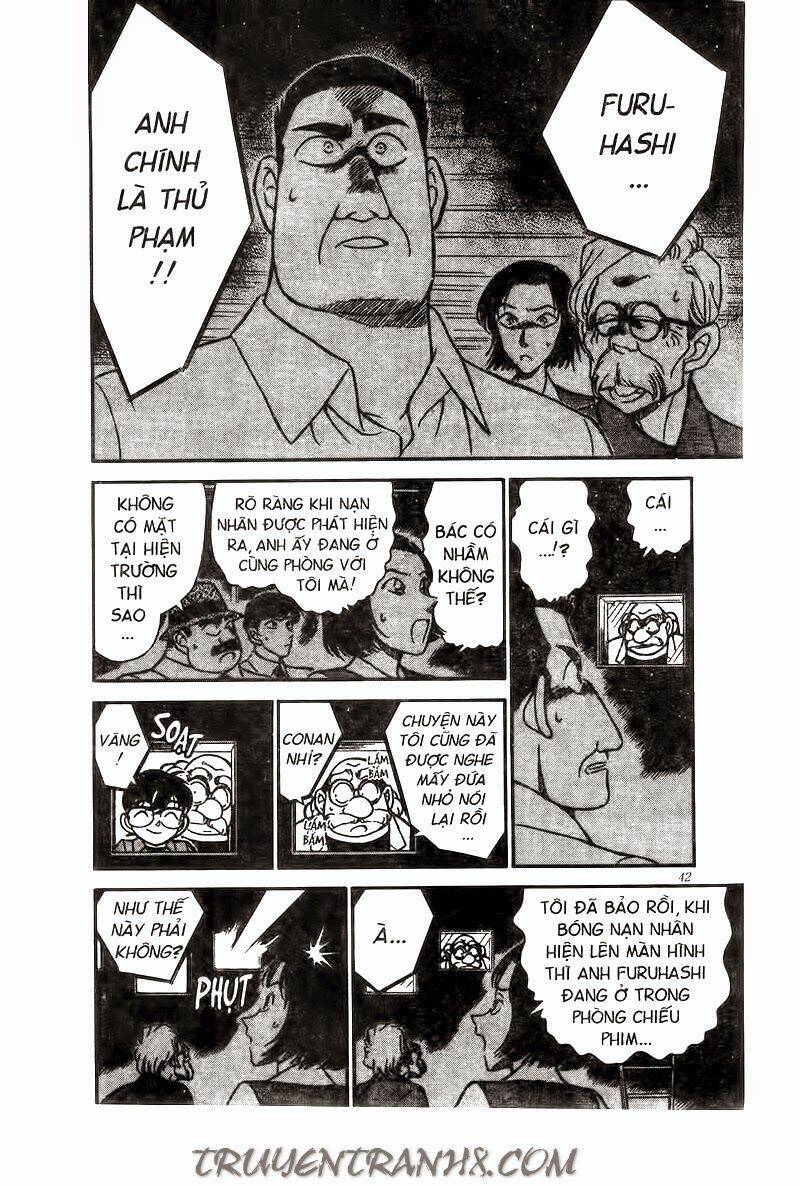 FURU-
HASHI
...
ANH
CHÍNH
LÀ THỦ
PHẠM
!!
CÁI
...
CÁI GÌ
...!?
BÁC CÓ
NHẦM
KHÔNG
THẾ?
RÕ RÀNG KHI NẠN
NHÂN ĐƯỢC PHÁT HIỆN
RA, ANH ẤY ĐANG Ở
CÙNG PHÒNG VỚI
TÔI MÀ!
KHÔNG
CÓ MẶT
TẠI HIỆN
TRƯỜNG
THÌ
SAO
...
CHUYỆN NÀY
TÔI CŨNG ĐÃ
ĐƯỢC NGHE
MẤY ĐỨA
NHỎ NÓI
LẠI RỒI
...
LẨM
BẨM
CONAN
NHỈ?
LẨM
BẨM
SOẠT
VÂNG
!
42
TÔI ĐÃ BẢO RỒI, KHI
BÓNG NẠN NHÂN
HIỆN LÊN MÀN HÌNH
THÌ ANH FURUHASHI
ĐANG Ở TRONG
PHÒNG CHIẾU
PHIM...
À...
NHƯ THẾ
NÀY PHẢI
KHÔNG?
PHỤT
TRUYENTRANH8.COM